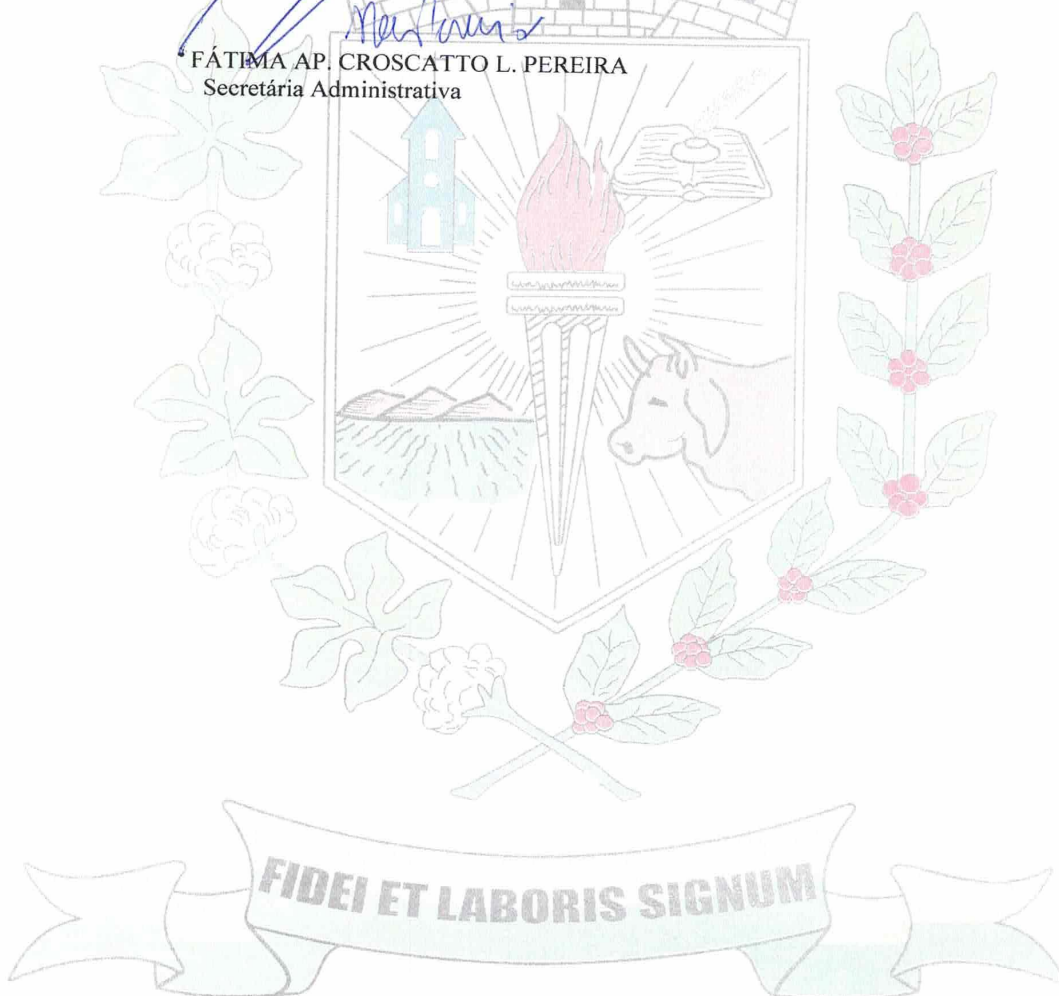 FÁTIMA AP. CROSCATTO L. PEREIRA
Secretária Administrativa
FIDEI ET LABORIS SIGNUM